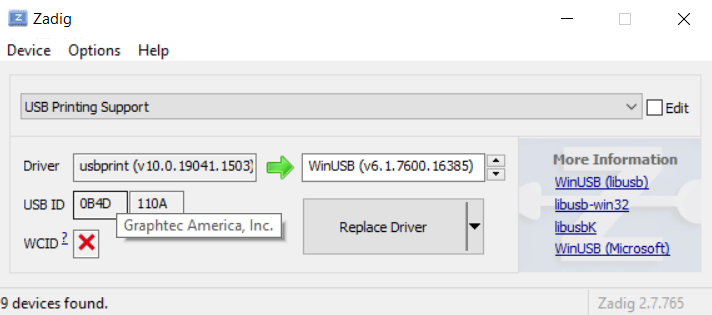 Zadig
Device Options Help
USB Printing Support Edit
Driver usbprint (v10.0.19041.1503) WinUSB (v6.1.7600.16385)
USB ID 0B4D 110A
Graphtec America, Inc.
WCID ?
Replace Driver
More Information
WinUSB (libusb)
libusb-win32
libusbK
WinUSB (Microsoft)
9 devices found. Zadig 2.7.765